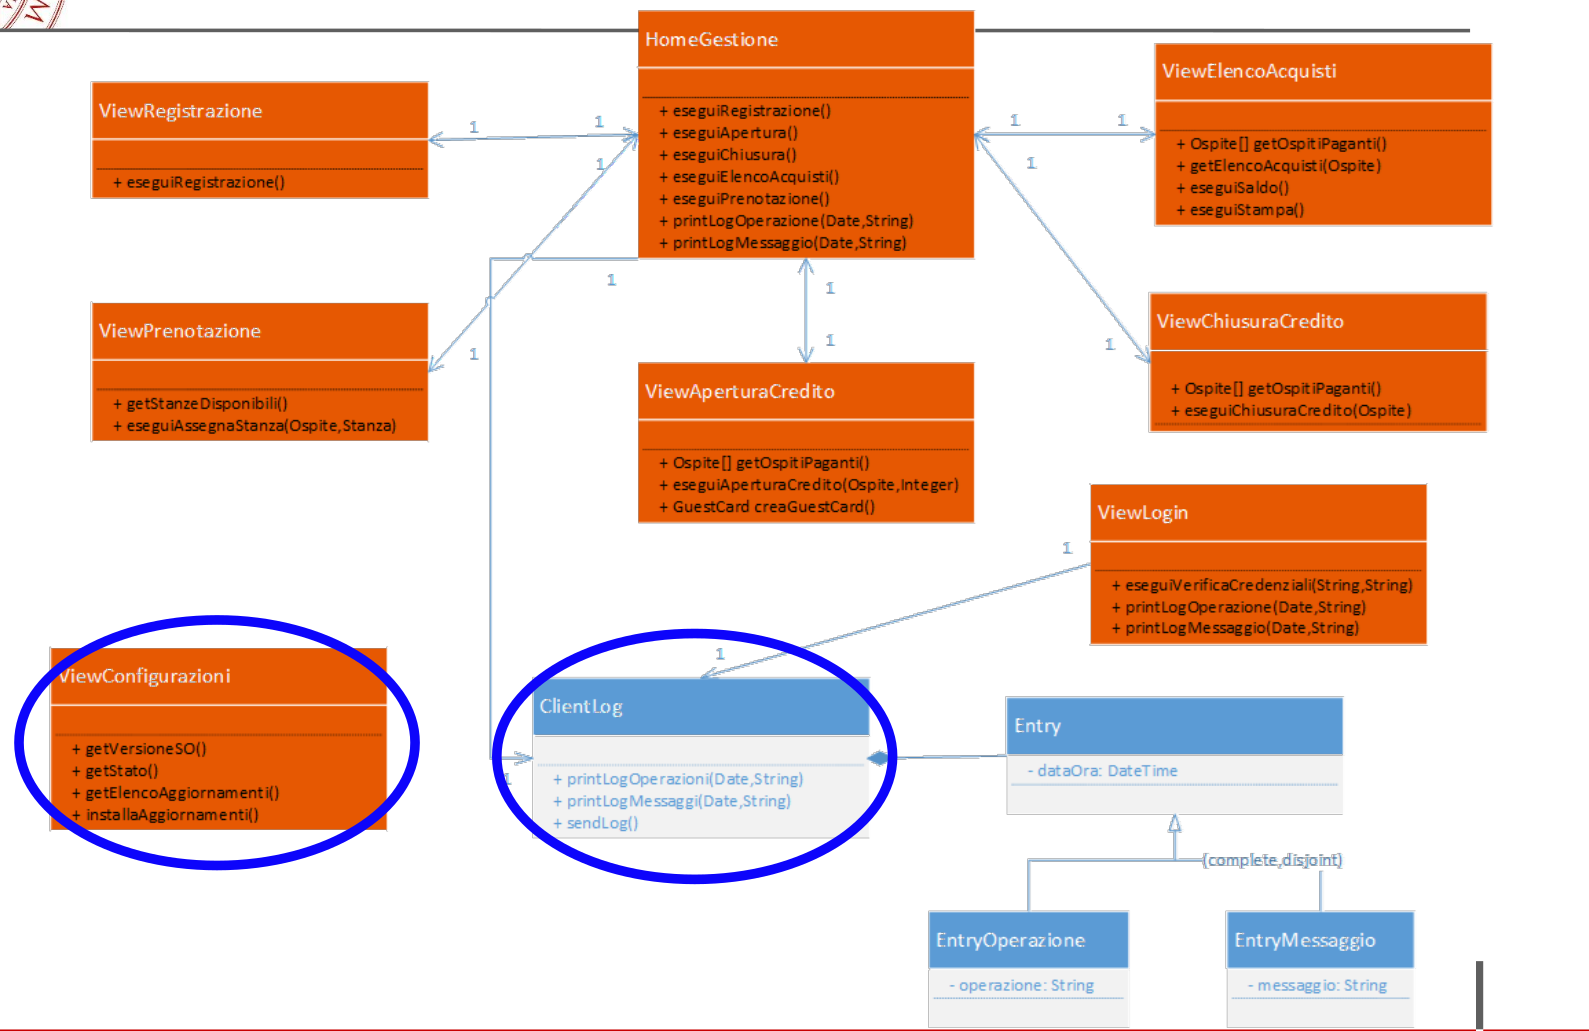 HomeGestione
+ eseguiRegistrazione()
+ eseguiApertura()
+ eseguiChiusura()
+ eseguiElencoAcquisti()
+ eseguiPrenotazione()
+ printLogOperazione(Date,String)
+ printLogMessaggio(Date,String)
ViewElencoAcquisti
+ Ospite[] getOspitiPaganti()
+ getElencoAcquisti(Ospite)
+ eseguiSaldo()
+ eseguiStampa()
ViewRegistrazione
+ eseguiRegistrazione()
1
1
1
1
1
1
ViewPrenotazione
+ getStanzeDisponibili()
+ eseguiAssegnaStanza(Ospite,Stanza)
1
1
1
1
1
ViewChiusuraCredito
+ Ospite[] getOspitiPaganti()
+ eseguiChiusuraCredito(Ospite)
ViewAperturaCredito
+ Ospite[] getOspitiPaganti()
+ eseguiAperturaCredito(Ospite,Integer)
+ GuestCard creaGuestCard()
ViewLogin
+ eseguiVerificaCredenziali(String,String)
+ printLogOperazione(Date,String)
+ printLogMessaggio(Date,String)
1
1
ViewConfigurazioni
+ getVersioneSO()
+ getStato()
+ getElencoAggiornamenti()
+ installaAggiornamenti()
ClientLog
+ printLogOperazioni(Date,String)
+ printLogMessaggi(Date,String)
+ sendLog()
1
Entry
- dataOra: DateTime
{complete,disjoint}
EntryOperazione
- operazione: String
EntryMessaggio
- messaggio: String